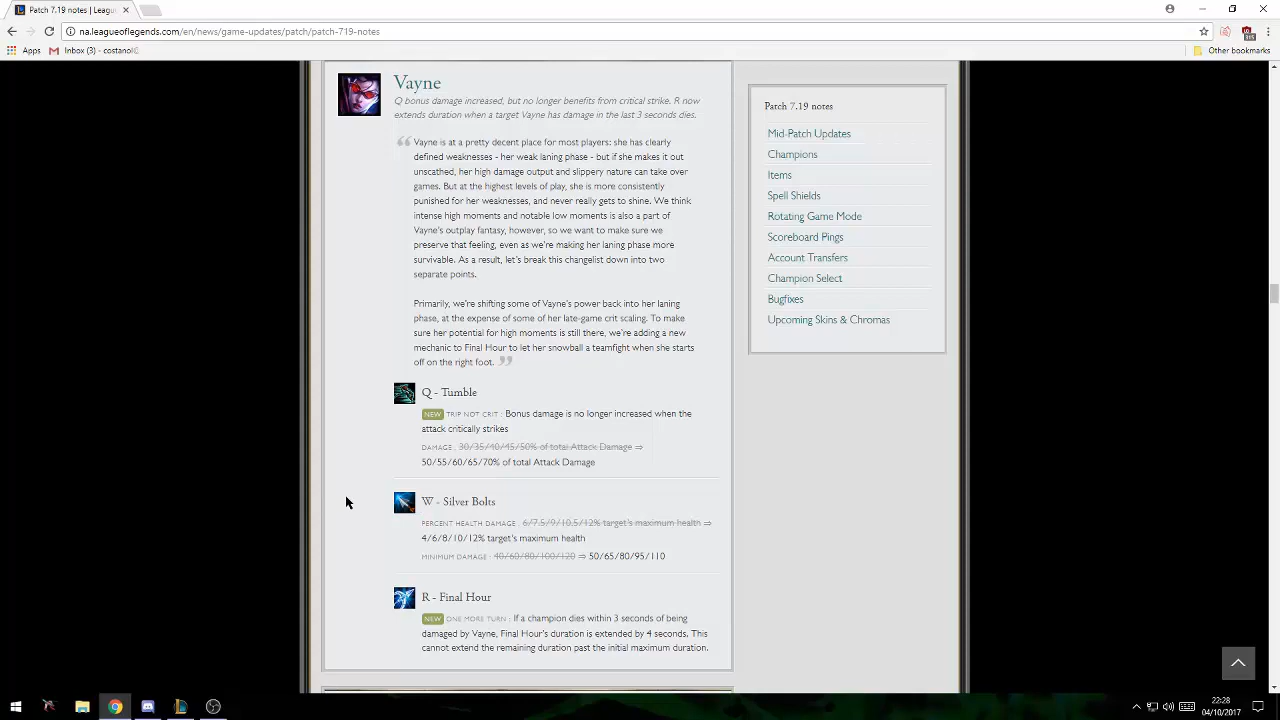 Patch 7.19 notes | Leagu
na.leagueoflegends.com/en/news/game-updates/patch/patch-719-notes
Apps
Inbox (3) - costanol
Other bookmarks
Vayne
Q bonus damage increased, but no longer benefits from critical strike. R now
extends duration when a target Vayne has damage in the last 3 seconds dies.
Vayne is at a pretty decent place for most players: she has clearly
defined weaknesses - her weak laning phase - but if she makes it out
unscathed, her high damage output and slippery nature can take over
games. But at the highest levels of play, she is more consistently
punished for her weaknesses, and never really gets to shine. We think
intense high moments and notable low moments is also a part of
Vayne's outplay fantasy, however, so we want to make sure we
preserve that feeling, even as we're making her laning phase more
survivable. As a result, let's break this changelist down into two
separate points.
Primarily, we're shifting some of Vayne's power back into her laning
phase, at the expense of some of her late-game crit scaling. To make
sure her potential for high moments is still there, we're adding a new
mechanic to Final Hour to let her snowball a teamfight when she starts
off on the right foot.
Q - Tumble
NEW TRIP NOT CRIT : Bonus damage is no longer increased when the
attack critically strikes
DAMAGE : 30/35/40/45/50% of total Attack Damage ⇒
50/55/60/65/70% of total Attack Damage
W - Silver Bolts
PERCENT HEALTH DAMAGE : 6/7.5/9/10.5/12% target's maximum health ⇒
4/6/8/10/12% target's maximum health
MINIMUM DAMAGE : 40/60/80/100/120 ⇒ 50/65/80/95/110
R - Final Hour
NEW ONE MORE TURN : If a champion dies within 3 seconds of being
damaged by Vayne, Final Hour's duration is extended by 4 seconds. This
cannot extend the remaining duration past the initial maximum duration.
Patch 7.19 notes
Mid-Patch Updates
Champions
Items
Spell Shields
Rotating Game Mode
Scoreboard Pings
Account Transfers
Champion Select
Bugfixes
Upcoming Skins & Chromas
22:28
04/10/2017